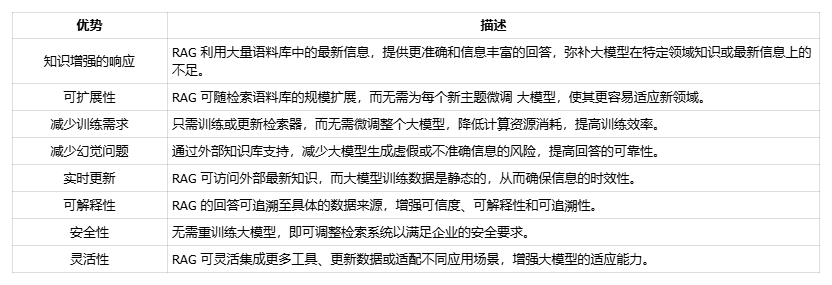 优势 描述
知识增强的响应 RAG 利用大量语料库中的最新信息，提供更准确和信息丰富的回答，弥补大模型在特定领域知识或最新信息上的
不足。
可扩展性 RAG 可随检索语料库的规模扩展，而无需为每个新主题微调 大模型，使其更容易适应新领域。
减少训练需求 只需训练或更新检索器，而无需微调整个大模型，降低计算资源消耗，提高训练效率。
减少幻觉问题 通过外部知识库支持，减少大模型生成虚假或不准确信息的风险，提高回答的可靠性。
实时更新 RAG 可访问外部最新知识，而大模型训练数据是静态的，从而确保信息的时效性。
可解释性 RAG 的回答可追溯至具体的数据来源，增强可信度、可解释性和可追溯性。
安全性 无需重训练大模型，即可调整检索系统以满足企业的安全要求。
灵活性 RAG 可灵活集成更多工具、更新数据或适配不同应用场景，增强大模型的适应能力。